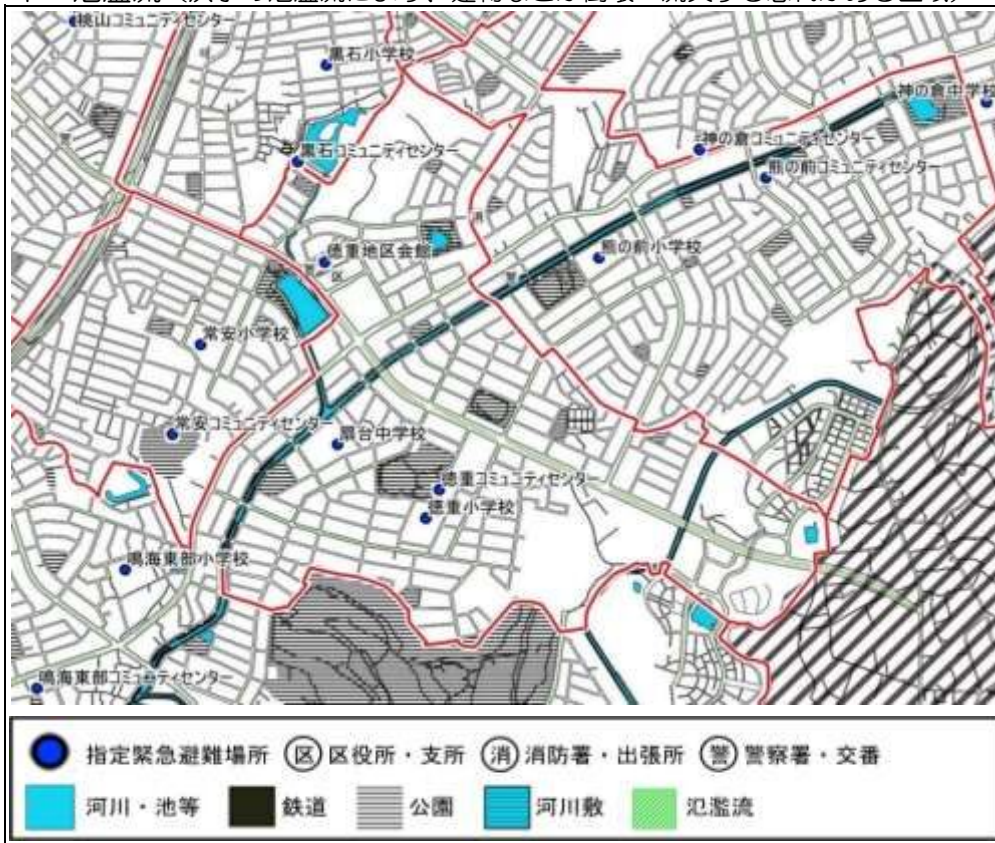 桃山コミュニティセンター
黒石小学校
神の倉中学校
神の倉コミュニティセンター
黒石コミュニティセンター
熊の前コミュニティセンター
消
徳重地区会館
熊の前小学校
区
常安小学校
常安コミュニティセンター
徳重コミュニティセンター
徳重小学校
鳴海東部小学校
鳴海東部コミュニティセンター
指定緊急避難場所 区 区役所・支所 消 消防署・出張所 警 警察署・交番
河川・池等 鉄道 公園 河川敷 氾濫流